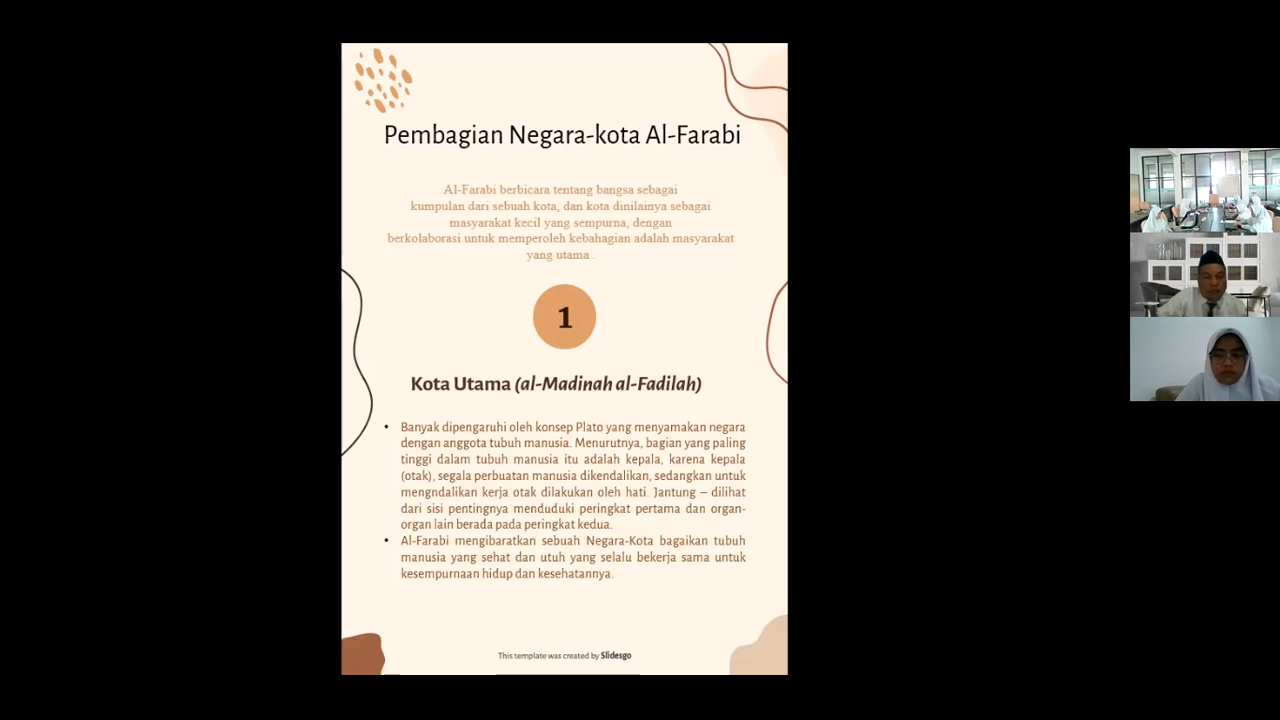 Pembagian Negara-kota Al-Farabi
Al-Farabi berbicara tentang bangsa sebagai
kumpulan dari sebuah kota, dan kota dinilainya sebagai
masyarakat kecil yang sempurna, dengan
berkolaborasi untuk memperoleh kebahagian adalah masyarakat
yang utama .
1
Kota Utama (al-Madinah al-Fadilah)
• Banyak dipengaruhi oleh konsep Plato yang menyamakan negara
dengan anggota tubuh manusia. Menurutnya, bagian yang paling
tinggi dalam tubuh manusia itu adalah kepala, karena kepala
(otak), segala perbuatan manusia dikendalikan, sedangkan untuk
mengndalikan kerja otak dilakukan oleh hati. Jantung – dilihat
dari sisi pentingnya menduduki peringkat pertama dan organ-
organ lain berada pada peringkat kedua.
• Al-Farabi mengibaratkan sebuah Negara-Kota bagaikan tubuh
manusia yang sehat dan utuh yang selalu bekerja sama untuk
kesempurnaan hidup dan kesehatannya.
This template was created by Slidesgo